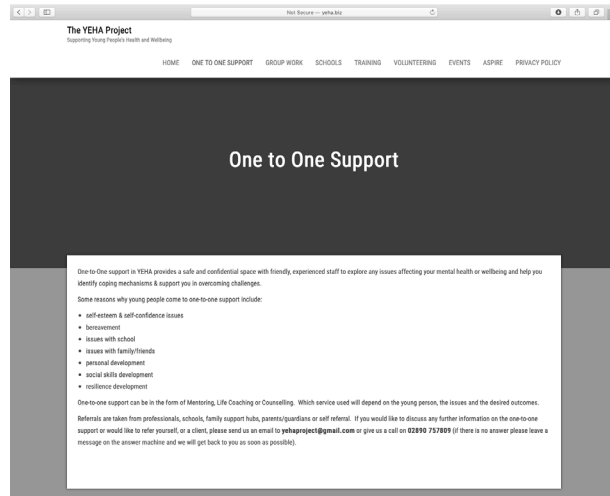 Not Secure — yeha.biz
The YEHA Project
Supporting Young People's Health and Wellbeing
HOME ONE TO ONE SUPPORT GROUP WORK SCHOOLS TRAINING VOLUNTEERING EVENTS ASPIRE PRIVACY POLICY
One to One Support
One-to-One support in YEHA provides a safe and confidential space with friendly, experienced staff to explore any issues affecting your mental health or wellbeing and help you
identify coping mechanisms & support you in overcoming challenges.
Some reasons why young people come to one-to-one support include:
• self-esteem & self-confidence issues
• bereavement
• issues with school
• issues with family/friends
• personal development
• social skills development
• resilience development
One-to-one support can be in the form of Mentoring, Life Coaching or Counselling. Which service used will depend on the young person, the issues and the desired outcomes.
Referrals are taken from professionals, schools, family support hubs, parents/guardians or self referral. If you would like to discuss any further information on the one-to-one
support or would like to refer yourself, or a client, please send us an email to yehaproject@gmail.com or give us a call on 02890 757809 (if there is no answer please leave a
message on the answer machine and we will get back to you as soon as possible).